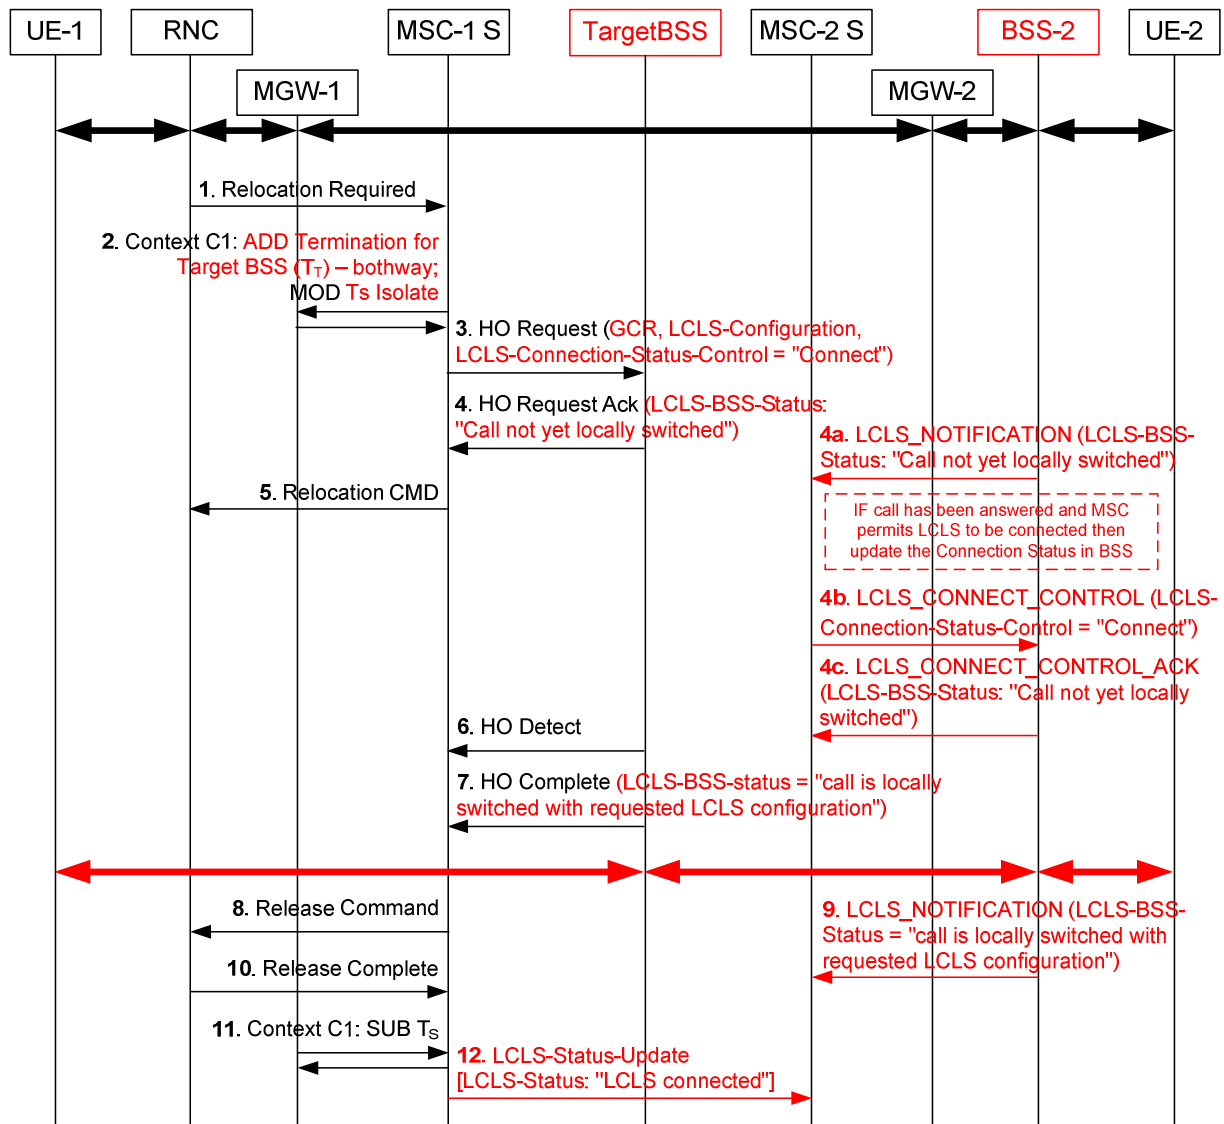 UE-1
RNC
MSC-1 S
TargetBSS
MSC-2 S
BSS-2
UE-2
MGW-1
MGW-2
1. Relocation Required
2. Context C1: ADD Termination for
Target BSS (TT) – bothway;
MOD Ts Isolate
3. HO Request (GCR, LCLS-Configuration,
LCLS-Connection-Status-Control = "Connect")
4. HO Request Ack (LCLS-BSS-Status:
"Call not yet locally switched")
4a. LCLS_NOTIFICATION (LCLS-BSS-
Status: "Call not yet locally switched")
5. Relocation CMD
IF call has been answered and MSC
permits LCLS to be connected then
update the Connection Status in BSS
4b. LCLS_CONNECT_CONTROL (LCLS-
Connection-Status-Control = "Connect")
4c. LCLS_CONNECT_CONTROL_ACK
(LCLS-BSS-Status: "Call not yet locally
switched")
6. HO Detect
7. HO Complete (LCLS-BSS-status = "call is locally
switched with requested LCLS configuration")
8. Release Command
9. LCLS_NOTIFICATION (LCLS-BSS-
Status = "call is locally switched with
requested LCLS configuration")
10. Release Complete
11. Context C1: SUB TS
12. LCLS-Status-Update
[LCLS-Status: "LCLS connected"]